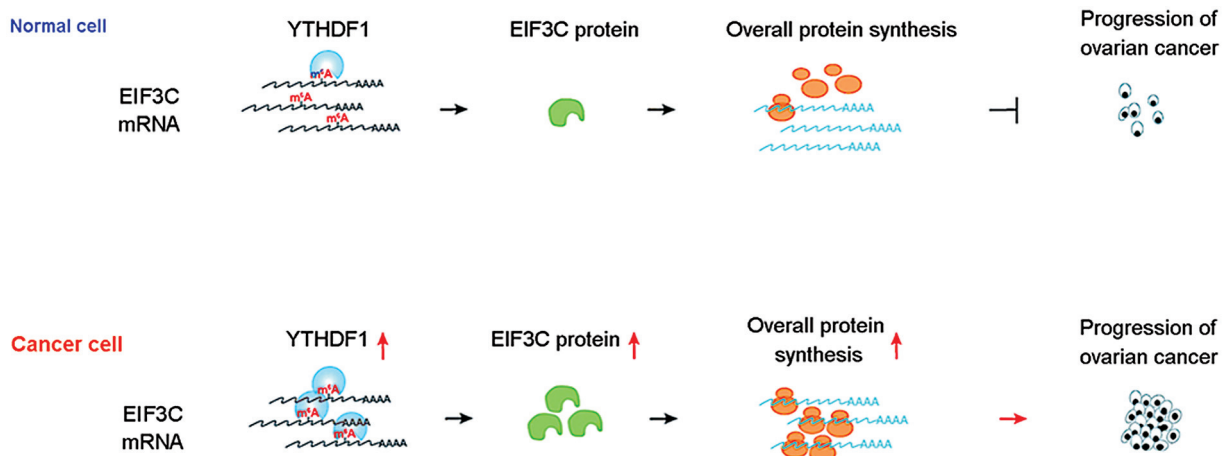 Normal cell
YTHDF1
EIF3C protein
Overall protein synthesis
Progression of
ovarian cancer
EIF3C
mRNA
m⁶A
AAAA
m⁶A
AAAA
m⁶A
AAAA
AAAA
AAAA
AAAA
Cancer cell
YTHDF1
EIF3C protein
Overall protein
synthesis
Progression of
ovarian cancer
EIF3C
mRNA
m⁶A
AAAA
m⁶A
AAAA
m⁶A
AAAA
AAAA
AAAA
AAAA